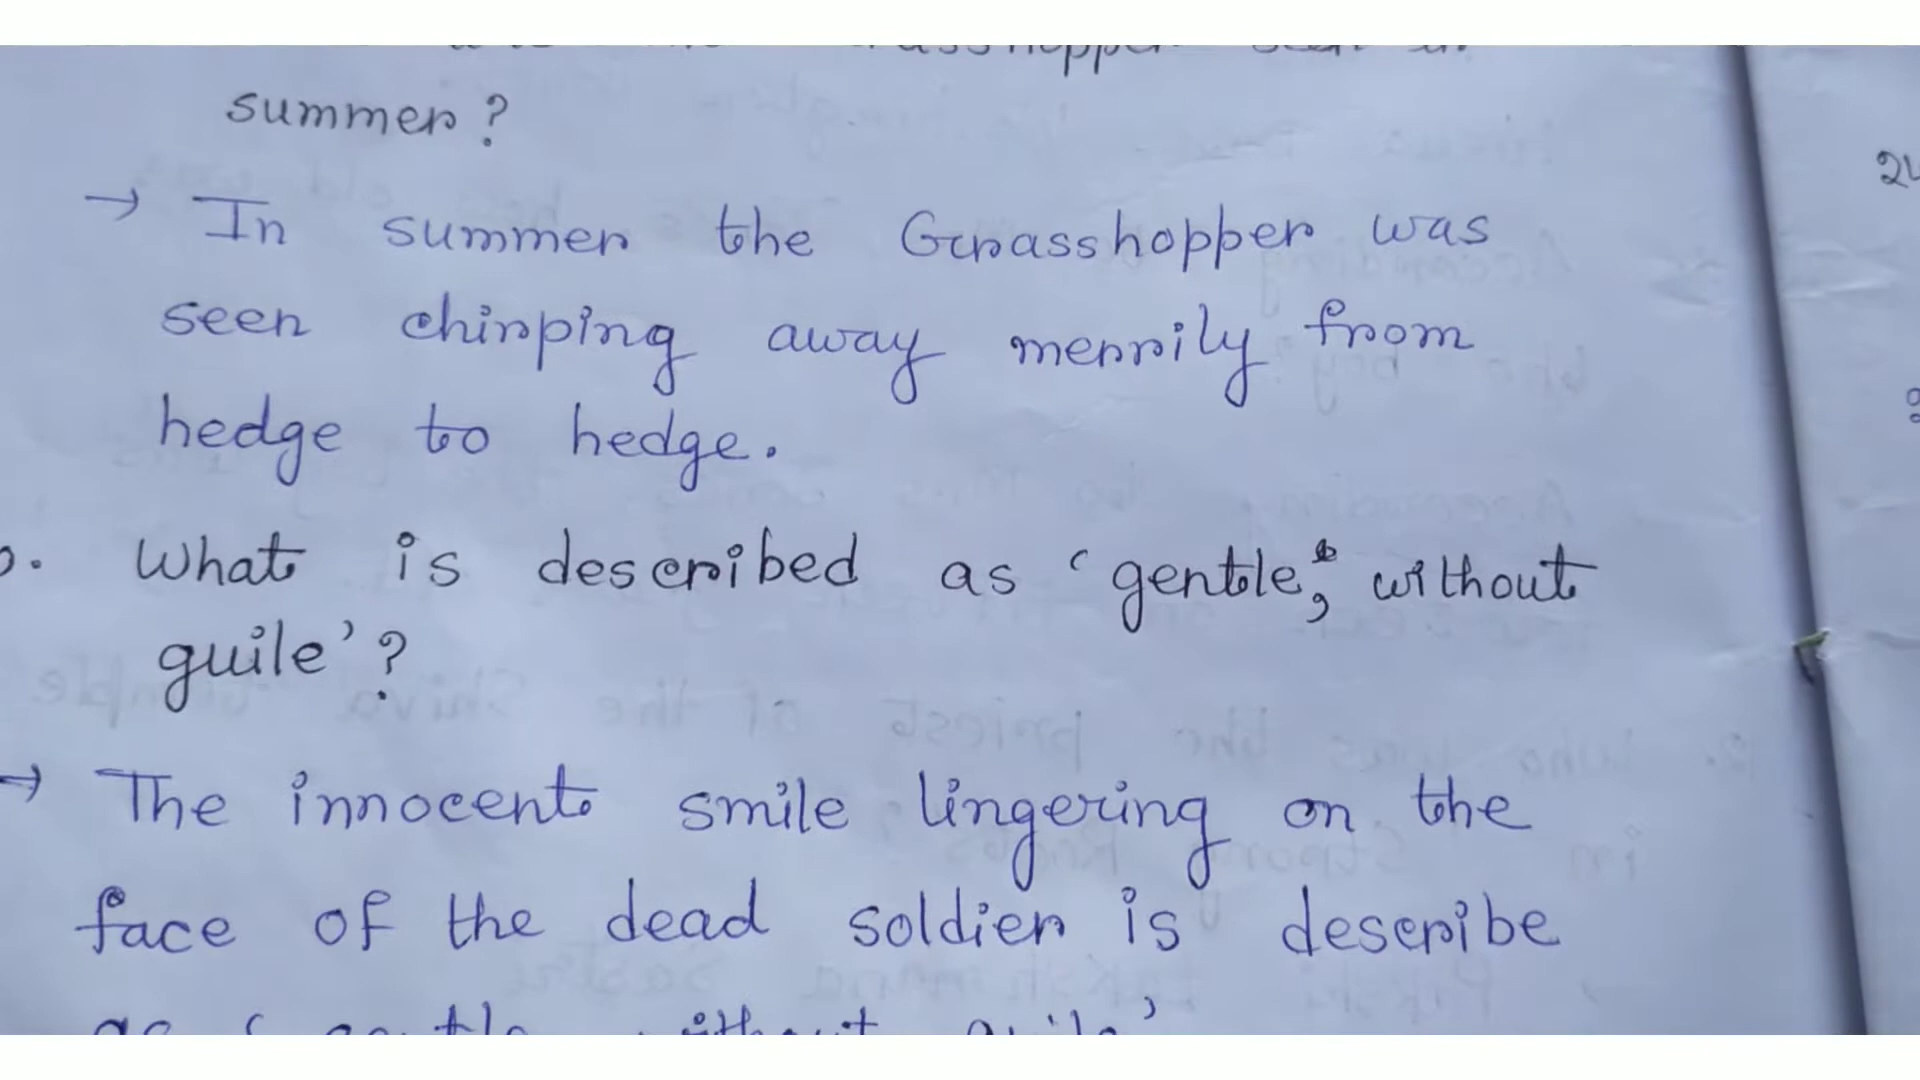 summer?
→ In summer the Grasshopper was
seen chirping away merrily from
hedge to hedge.
What is described as ‘gentle, without
guile’?
→ The innocent smile lingering on the
face of the dead soldier is describe